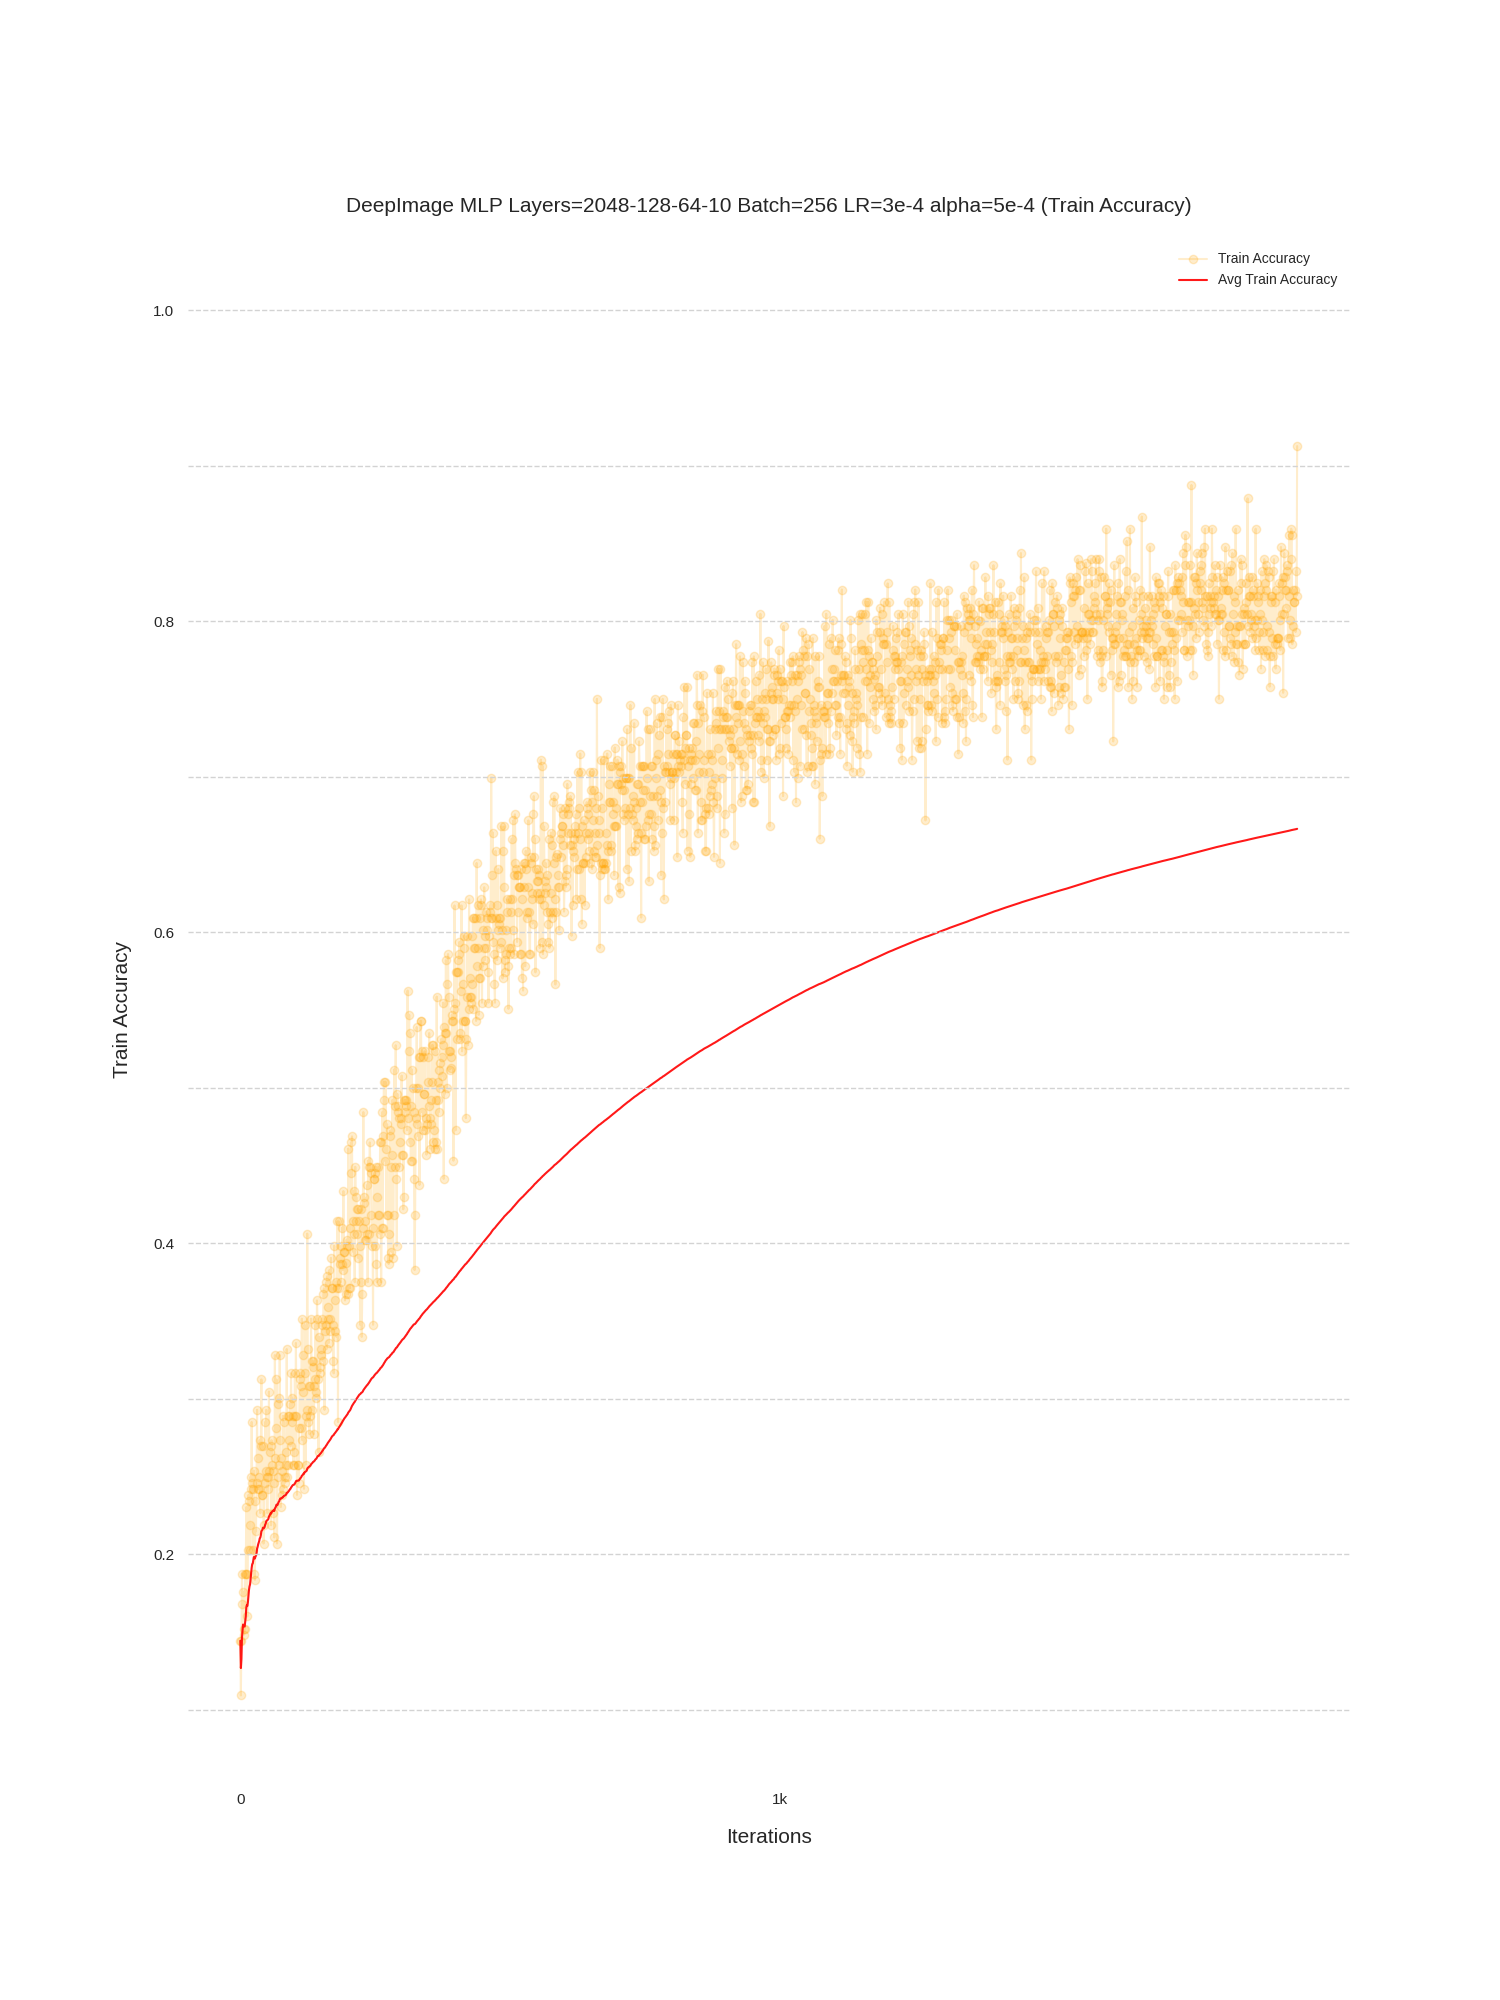 DeepImage MLP Layers=2048-128-64-10 Batch=256 LR=3e-4 alpha=5e-4 (Train Accuracy)
Train Accuracy
Avg Train Accuracy
1.0
0.8
0.6
0.4
0.2
Train Accuracy
0
1k
Iterations